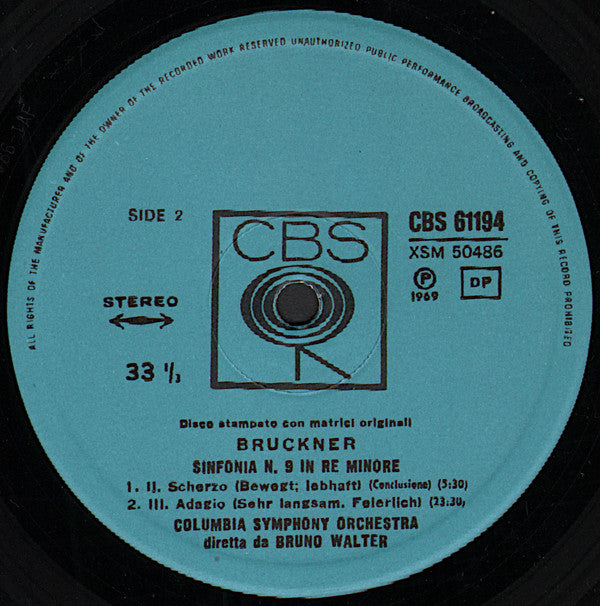 ALL RIGHTS OF THE MANUFACTURER AND OF THE OWNER OF THE RECORDED WORK RESERVED UNAUTHORIZED PUBLIC PERFORMANCE BROADCASTING AND COPYING OF THIS RECORD PROHIBITED
SIDE 2
CBS
CBS 61194
XSM 50486
STEREO
℗ DP
1969
33 ⅓
Disco stampato con matrici originali
BRUCKNER
SINFONIA N. 9 IN RE MINORE
1. II. Scherzo (Bewegt; lebhaft) (Conclusione) (5:30)
2. III. Adagio (Sehr langsam. Feierlich) (23:30)
COLUMBIA SYMPHONY ORCHESTRA
diretta da BRUNO WALTER